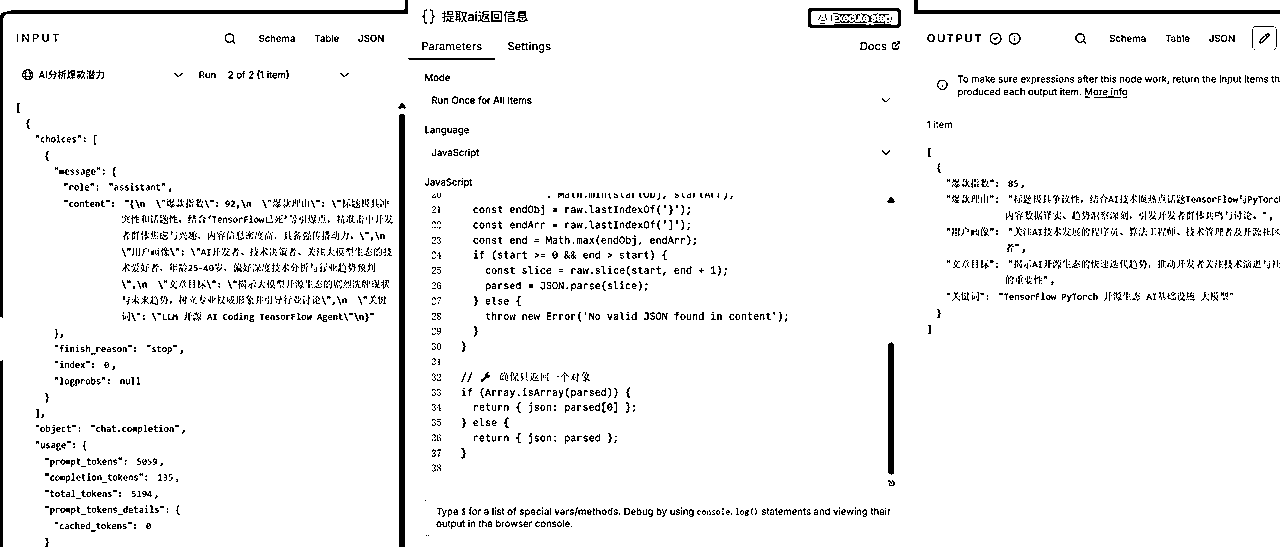 INPUT
Schema
Table
JSON
AI分析爆款潜力
Run
2 of 2 (1 item)
[
{
"choices": [
{
"message": {
"role": "assistant",
"content": "{\n \"爆款指数\": 92,\n \"爆款理由\": \"标题极具冲
突性和话题性，结合'TensorFlow已死'等引爆点，精准击中开发
者群体焦虑与兴趣，内容信息密度高，具备强传播动力。\",\n
\"用户画像\": \"AI开发者、技术决策者、关注大模型生态的技
术爱好者，年龄25-40岁，偏好深度技术分析与行业趋势预判
\",\n \"文章目标\": \"揭示大模型开源生态的剧烈洗牌现状
与未来趋势，树立专业权威形象并引导行业讨论\",\n \"关键
词\": \"LLM 开源 AI Coding TensorFlow Agent\"\n}"
},
"finish_reason": "stop",
"index": 0,
"logprobs": null
}
],
"object": "chat.completion",
"usage": {
"prompt_tokens": 5059,
"completion_tokens": 135,
"total_tokens": 5194,
"prompt_tokens_details": {
"cached_tokens": 0
}
{} 提取ai返回信息
Execute step
Parameters
Settings
Docs
Mode
Run Once for All Items
Language
JavaScript
JavaScript
20 : Math.min(startObj, startArr);
21 const endObj = raw.lastIndexOf('}');
22 const endArr = raw.lastIndexOf(']');
23 const end = Math.max(endObj, endArr);
24 if (start >= 0 && end > start) {
25 const slice = raw.slice(start, end + 1);
26 parsed = JSON.parse(slice);
27 } else {
28 throw new Error('No valid JSON found in content');
29 }
30 }
31
32 // 🔧 确保只返回一个对象
33 if (Array.isArray(parsed)) {
34 return { json: parsed[0] };
35 } else {
36 return { json: parsed };
37 }
38
Type $ for a list of special vars/methods. Debug by using console.log() statements and viewing their
output in the browser console.
OUTPUT
Schema
Table
JSON
To make sure expressions after this node work, return the input items th
produced each output item. More info
1 item
[
{
"爆款指数": 85,
"爆款理由": "标题极具争议性，结合AI技术圈热点话题TensorFlow与PyTorch
内容数据详实、趋势洞察深刻，引发开发者群体共鸣与讨论。",
"用户画像": "关注AI技术发展的程序员、算法工程师、技术管理者及开源社区
者",
"文章目标": "揭示AI开源生态的快速迭代趋势，推动开发者关注技术演进与社
的重要性",
"关键词": "TensorFlow PyTorch 开源生态 AI基础设施 大模型"
}
]